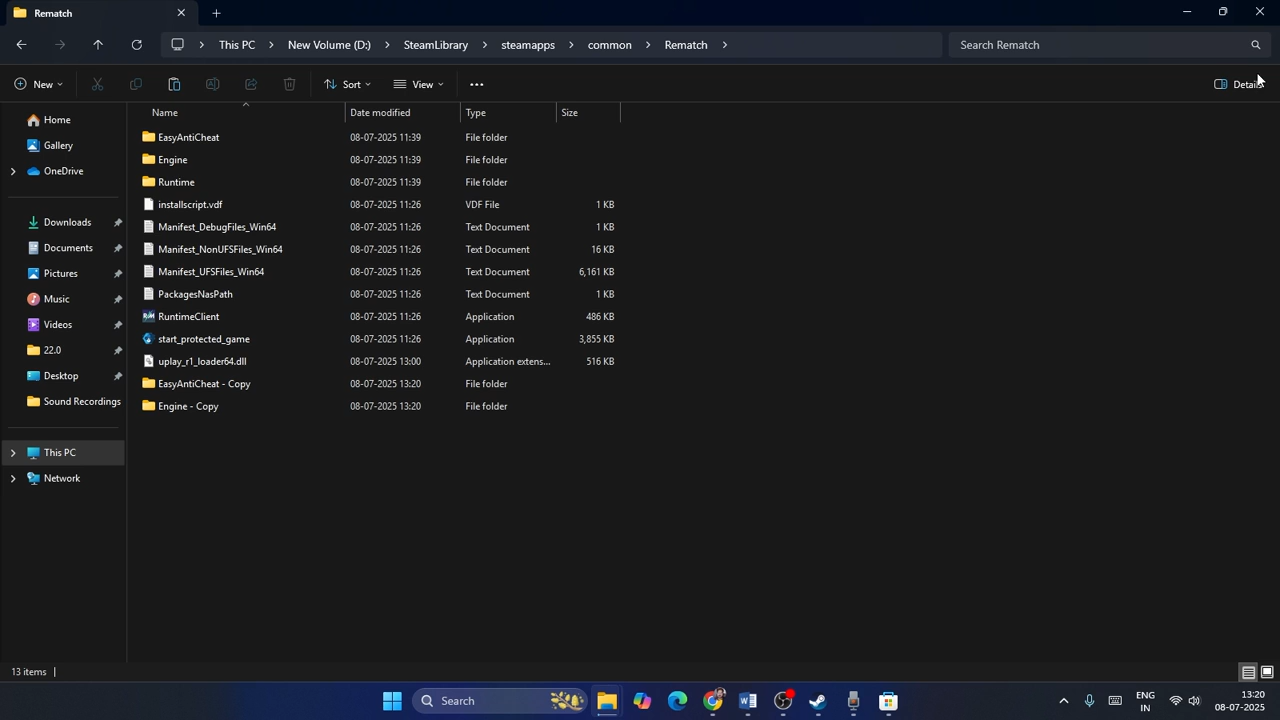 Rematch
This PC
New Volume (D:)
SteamLibrary
steamapps
common
Rematch
Search Rematch
New
Sort
View
Details
Name
Date modified
Type
Size
Home
Gallery
OneDrive
Downloads
Documents
Pictures
Music
Videos
22.0
Desktop
Sound Recordings
This PC
Network
EasyAntiCheat 08-07-2025 11:39 File folder
Engine 08-07-2025 11:39 File folder
Runtime 08-07-2025 11:39 File folder
installscript.vdf 08-07-2025 11:26 VDF File 1 KB
Manifest_DebugFiles_Win64 08-07-2025 11:26 Text Document 1 KB
Manifest_NonUFSFiles_Win64 08-07-2025 11:26 Text Document 16 KB
Manifest_UFSFiles_Win64 08-07-2025 11:26 Text Document 6,161 KB
PackagesNasPath 08-07-2025 11:26 Text Document 1 KB
RuntimeClient 08-07-2025 11:26 Application 486 KB
start_protected_game 08-07-2025 11:26 Application 3,855 KB
uplay_r1_loader64.dll 08-07-2025 13:00 Application extens... 516 KB
EasyAntiCheat - Copy 08-07-2025 13:20 File folder
Engine - Copy 08-07-2025 13:20 File folder
13 items
Search
ENG
IN
13:20
08-07-2025